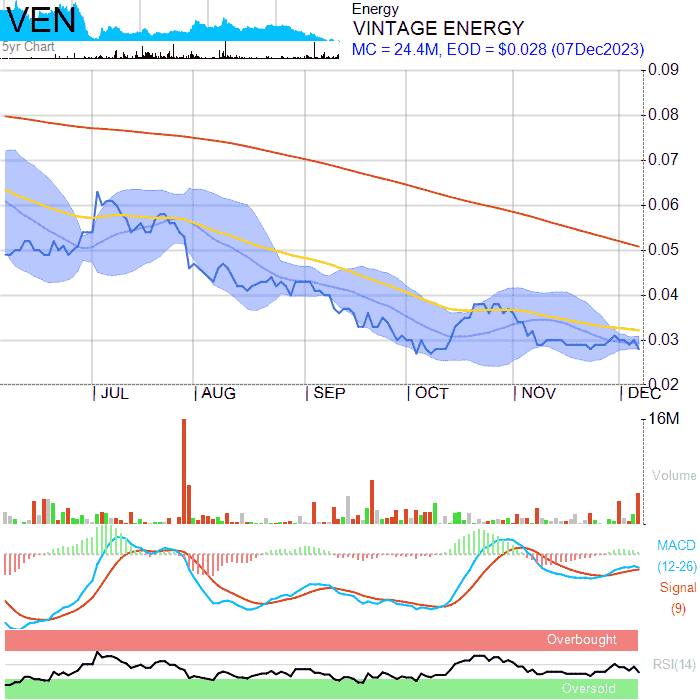 VEN
5yr Chart
Energy
VINTAGE ENERGY
MC = 24.4M, EOD = $0.028 (07Dec2023)
0.09
0.08
0.07
0.06
0.05
0.04
0.03
0.02
JUL AUG SEP OCT NOV DEC
16M
Volume
MACD
(12-26)
Signal
(9)
Overbought
RSI(14)
Oversold